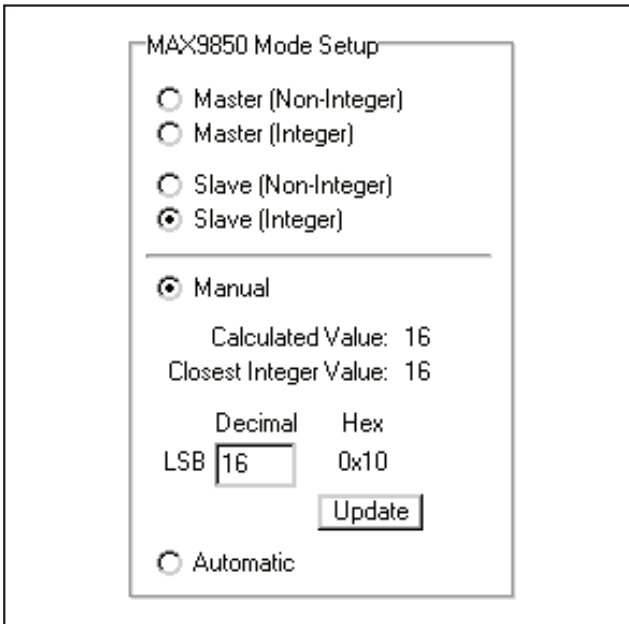 MAX9850 Mode Setup
Master (Non-Integer)
Master (Integer)
Slave (Non-Integer)
Slave (Integer)
Manual
Calculated Value: 16
Closest Integer Value: 16
Decimal Hex
LSB 16 0x10
Update
Automatic